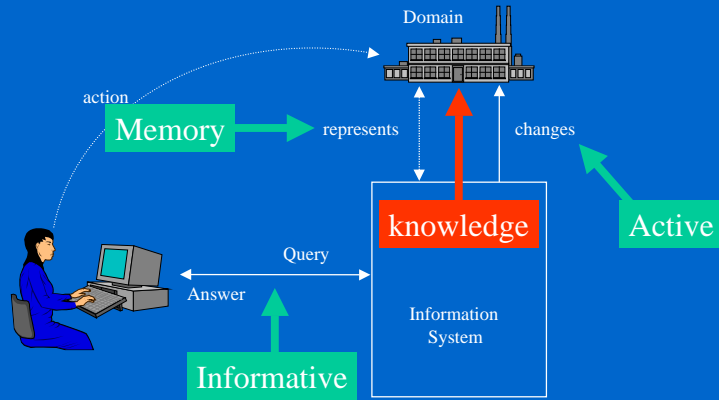 Domain
action
Memory
represents
changes
knowledge
Active
Query
Answer
Information
System
Informative